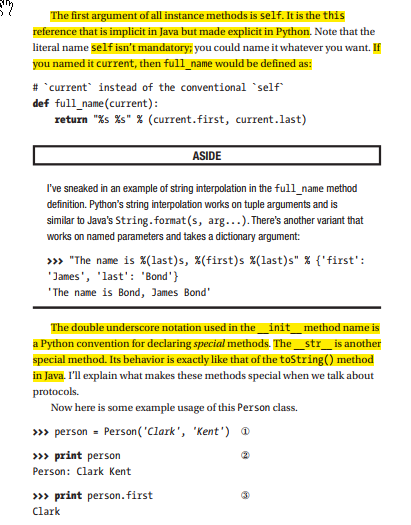 The first argument of all instance methods is self. It is the this
reference that is implicit in Java but made explicit in Python. Note that the
literal name self isn't mandatory; you could name it whatever you want. If
you named it current, then full_name would be defined as:
# `current` instead of the conventional `self`
def full_name(current):
return "%s %s" % (current.first, current.last)
ASIDE
I've sneaked in an example of string interpolation in the full_name method
definition. Python's string interpolation works on tuple arguments and is
similar to Java's String.format(s, arg...). There's another variant that
works on named parameters and takes a dictionary argument:
>>> "The name is %(last)s, %(first)s %(last)s" % {'first':
'James', 'last': 'Bond'}
'The name is Bond, James Bond'
The double underscore notation used in the __init__ method name is
a Python convention for declaring special methods. The __str__ is another
special method. Its behavior is exactly like that of the toString() method
in Java. I'll explain what makes these methods special when we talk about
protocols.
Now here is some example usage of this Person class.
>>> person = Person('Clark', 'Kent') ①
>>> print person ②
Person: Clark Kent
>>> print person.first ③
Clark